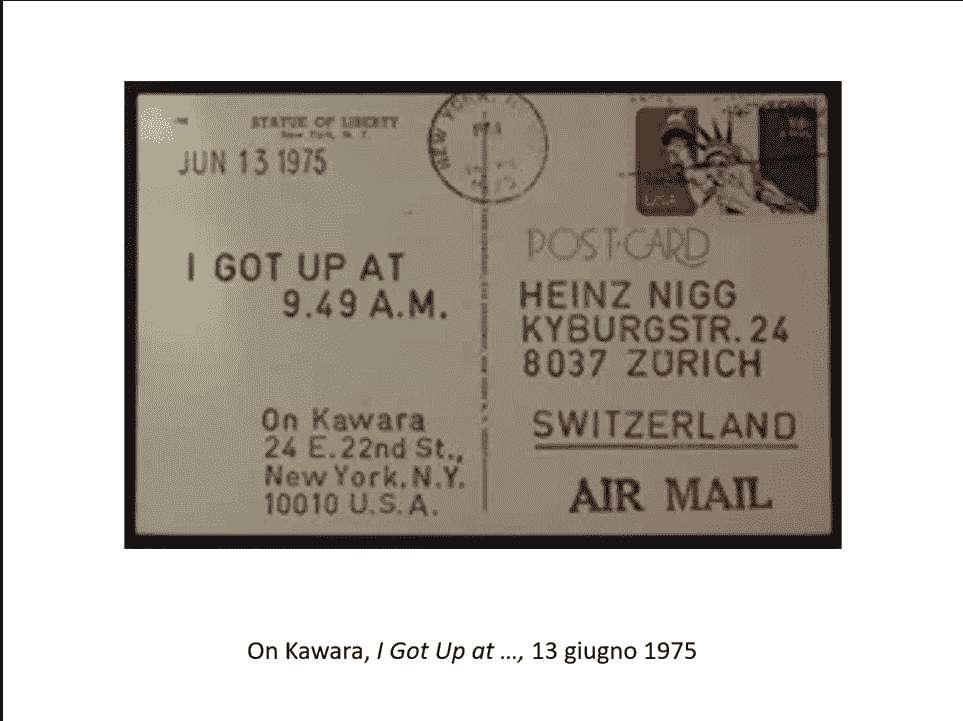 STATUE OF LIBERTY
New York, N. Y.
JUN 13 1975
NEW YORK, N.
1975
USA
I GOT UP AT
9.49 A.M.
On Kawara
24 E. 22nd St.,
New York, N.Y.
10010 U.S.A.
POST-CARD
HEINZ NIGG
KYBURGSTR. 24
8037 ZÜRICH
SWITZERLAND
AIR MAIL
On Kawara, I Got Up at …, 13 giugno 1975